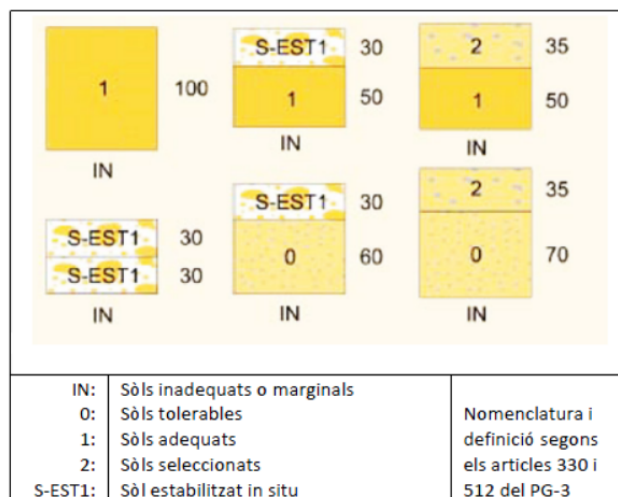 1 100
IN
S-EST1 30
1 50
IN
2 35
1 50
IN
S-EST1 30
S-EST1 30
IN
S-EST1 30
0 60
IN
2 35
0 70
IN
IN: Sòls inadequats o marginals
0: Sòls tolerables
1: Sòls adequats
2: Sòls seleccionats
S-EST1: Sòl estabilitzat in situ
Nomenclatura i
definició segons
els articles 330 i
512 del PG-3